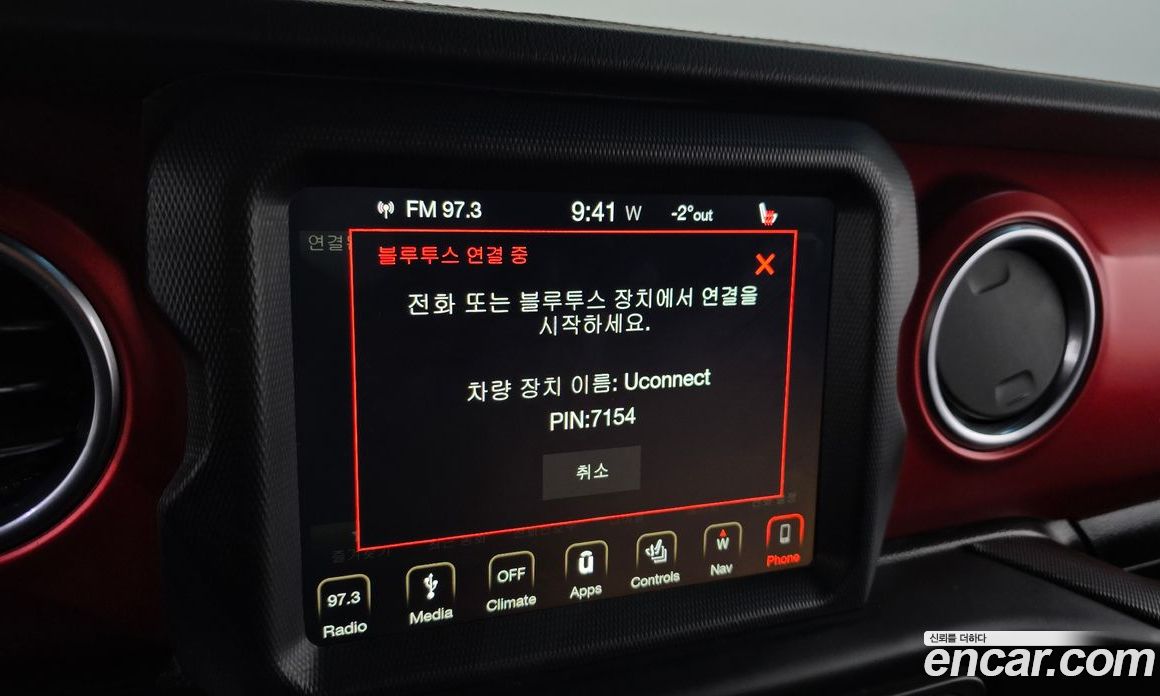 FM 97.3 9:41 W -2°out
블루투스 연결 중
X
전화 또는 블루투스 장치에서 연결을
시작하세요.
차량 장치 이름: Uconnect
PIN:7154
취소
97.3 OFF W
Radio Media Climate Apps Controls Nav Phone
신뢰를 더하다
encar.com